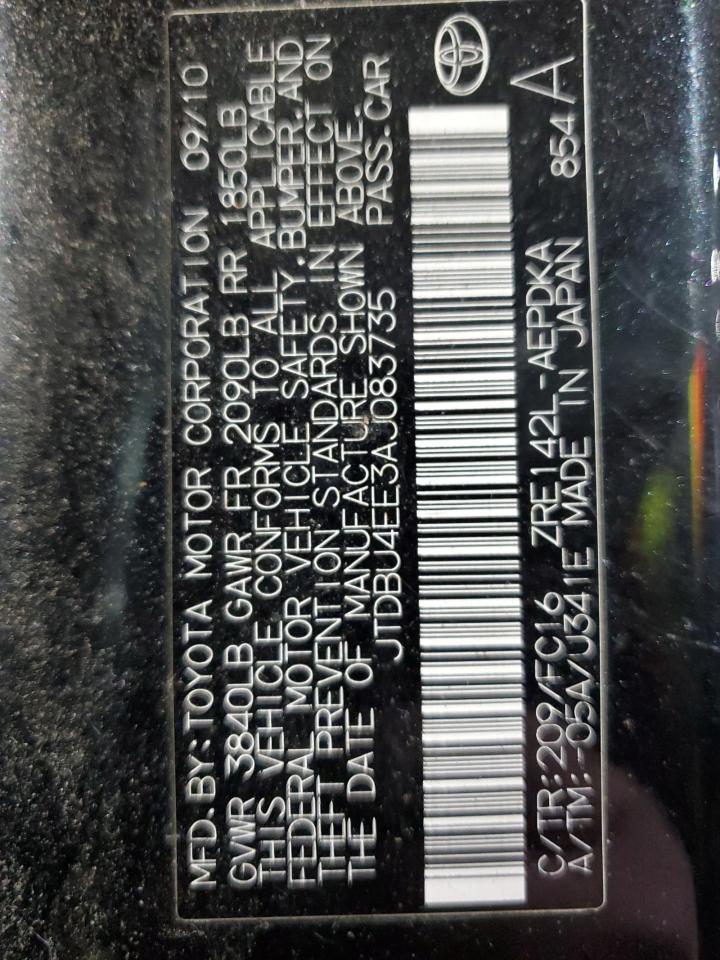 MFD.BY:TOYOTA MOTOR CORPORATION 09/10
GVWR 3840LB GAWR FR 2090LB RR 1850LB
THIS VEHICLE CONFORMS TO ALL APPLICABLE
FEDERAL MOTOR VEHICLE SAFETY,BUMPER,AND
THEFT PREVENTION STANDARDS IN EFFECT ON
THE DATE OF MANUFACTURE SHOWN ABOVE.
JTDBU4EE3AJ083735 PASS.CAR
C/TR:209/FC16 ZRE142L-AEPDKA
A/TM:-05A/U341E MADE IN JAPAN 854A